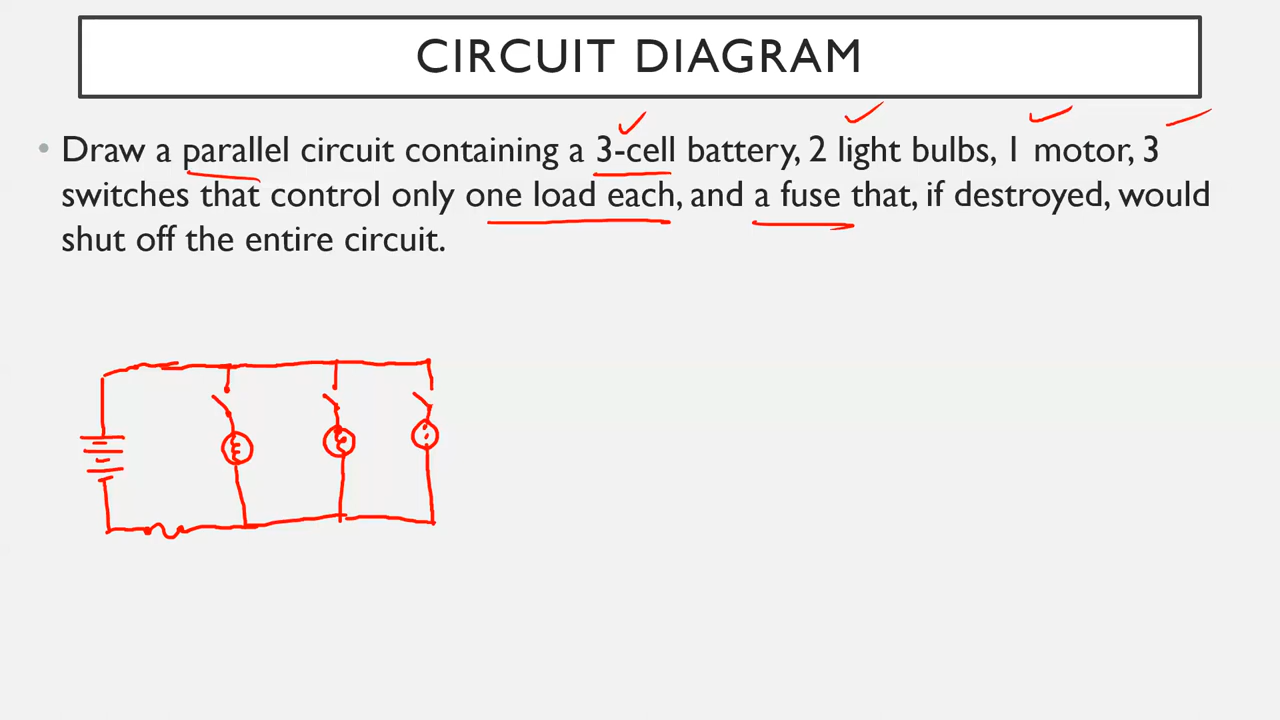 CIRCUIT DIAGRAM
• Draw a parallel circuit containing a 3-cell battery, 2 light bulbs, 1 motor, 3
switches that control only one load each, and a fuse that, if destroyed, would
shut off the entire circuit.